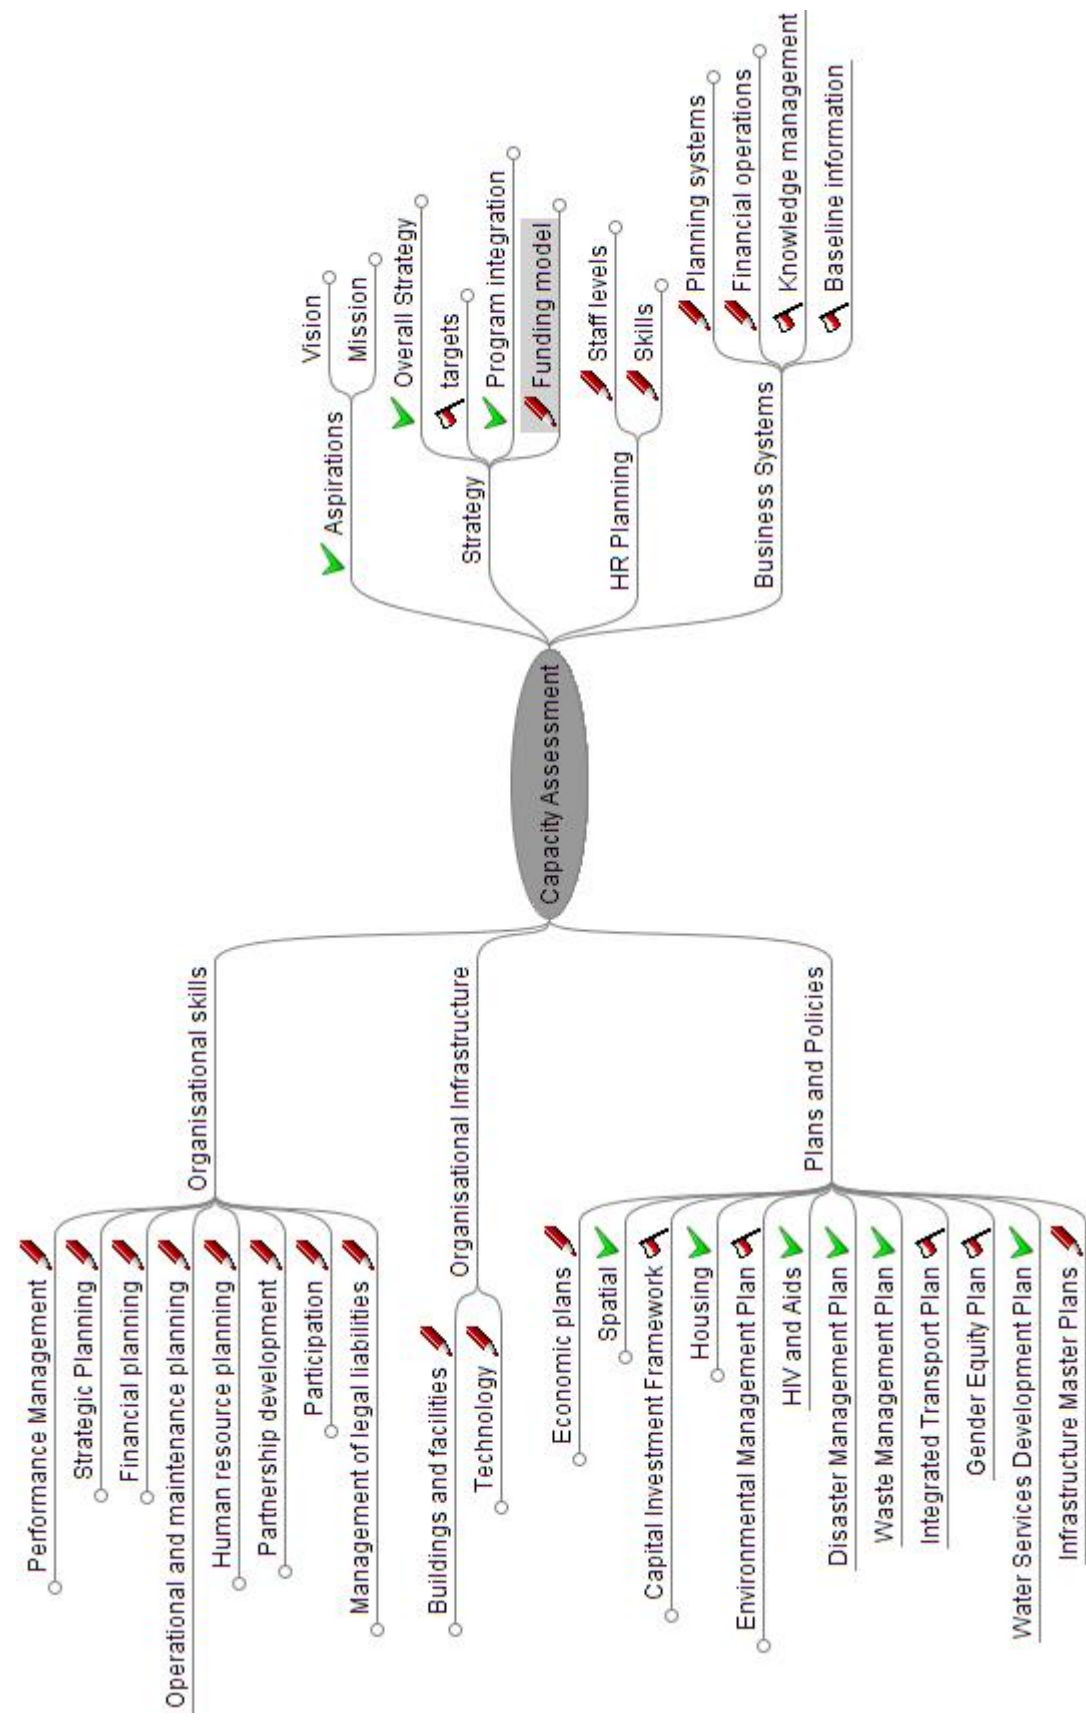 Capacity Assessment
Organisational skills
Performance Management
Strategic Planning
Financial planning
Operational and maintenance planning
Human resource planning
Partnership development
Participation
Management of legal liabilities
Organisational Infrastructure
Buildings and facilities
Technology
Plans and Policies
Economic plans
Spatial
Capital Investment Framework
Housing
Environmental Management Plan
HIV and Aids
Disaster Management Plan
Waste Management Plan
Integrated Transport Plan
Gender Equity Plan
Water Services Development Plan
Infrastructure Master Plans
Aspirations
Vision
Mission
Strategy
Overall Strategy
targets
Program integration
Funding model
HR Planning
Staff levels
Skills
Business Systems
Planning systems
Financial operations
Knowledge management
Baseline information